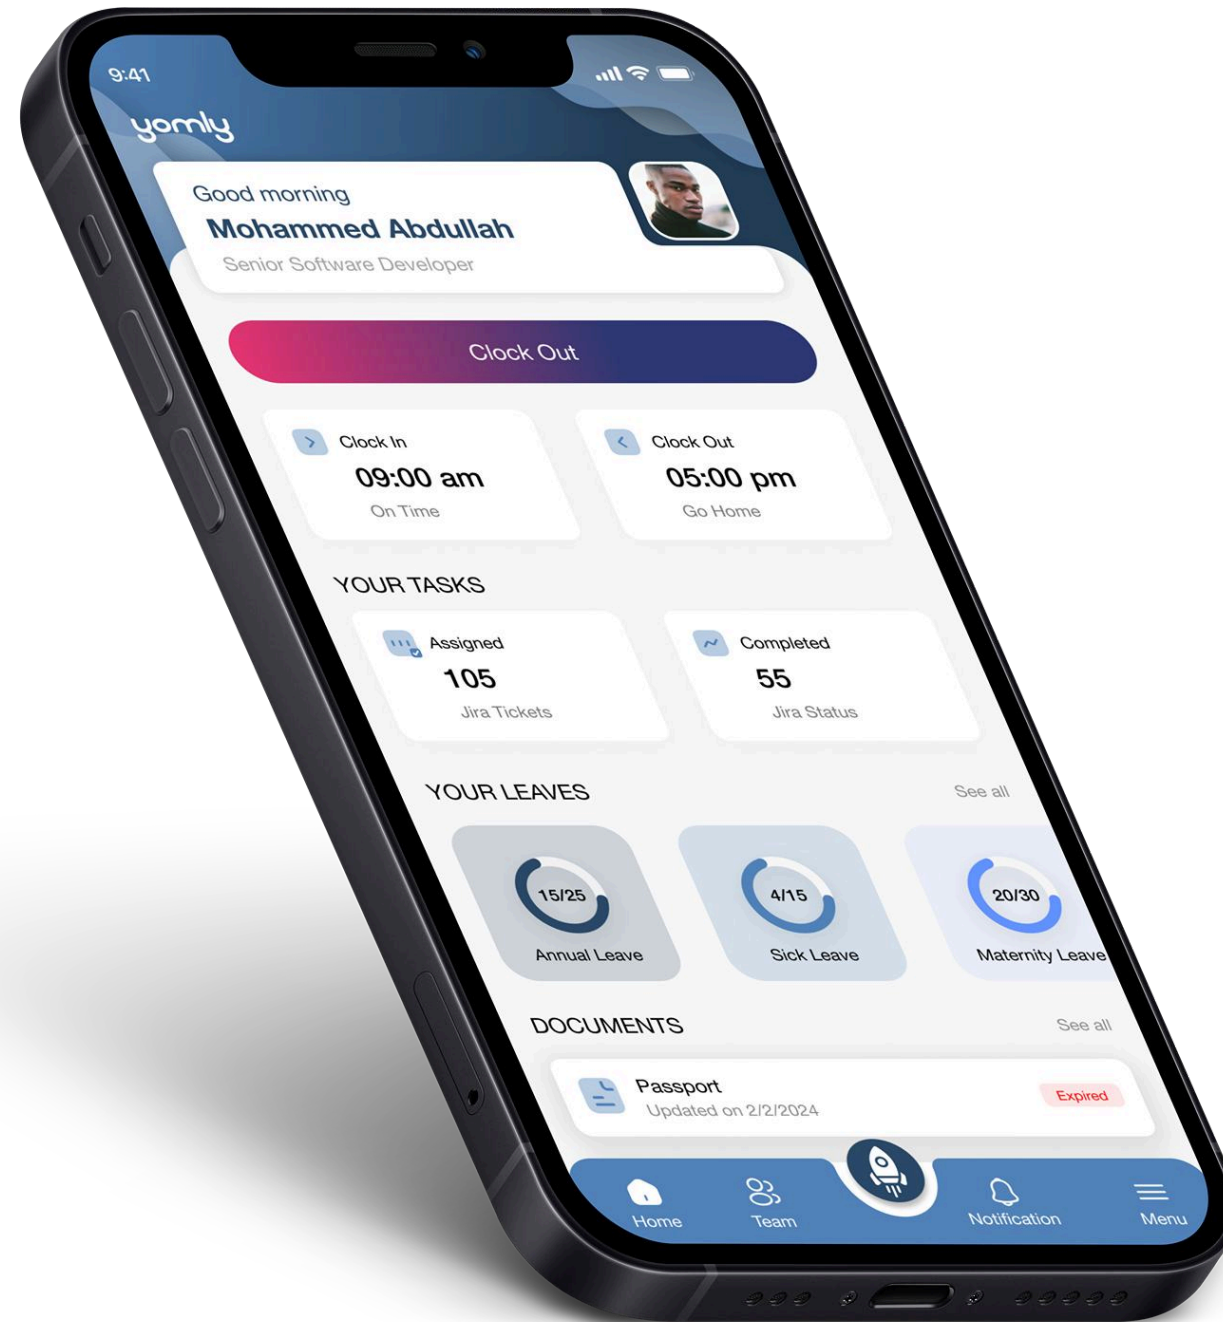 9:41
yomly
Good morning
Mohammed Abdullah
Senior Software Developer
Clock Out
Clock In
09:00 am
On Time
Clock Out
05:00 pm
Go Home
YOUR TASKS
Assigned
105
Jira Tickets
Completed
55
Jira Status
YOUR LEAVES
See all
15/25
Annual Leave
4/15
Sick Leave
20/30
Maternity Leave
DOCUMENTS
See all
Passport
Updated on 2/2/2024
Expired
Home
Team
Notification
Menu